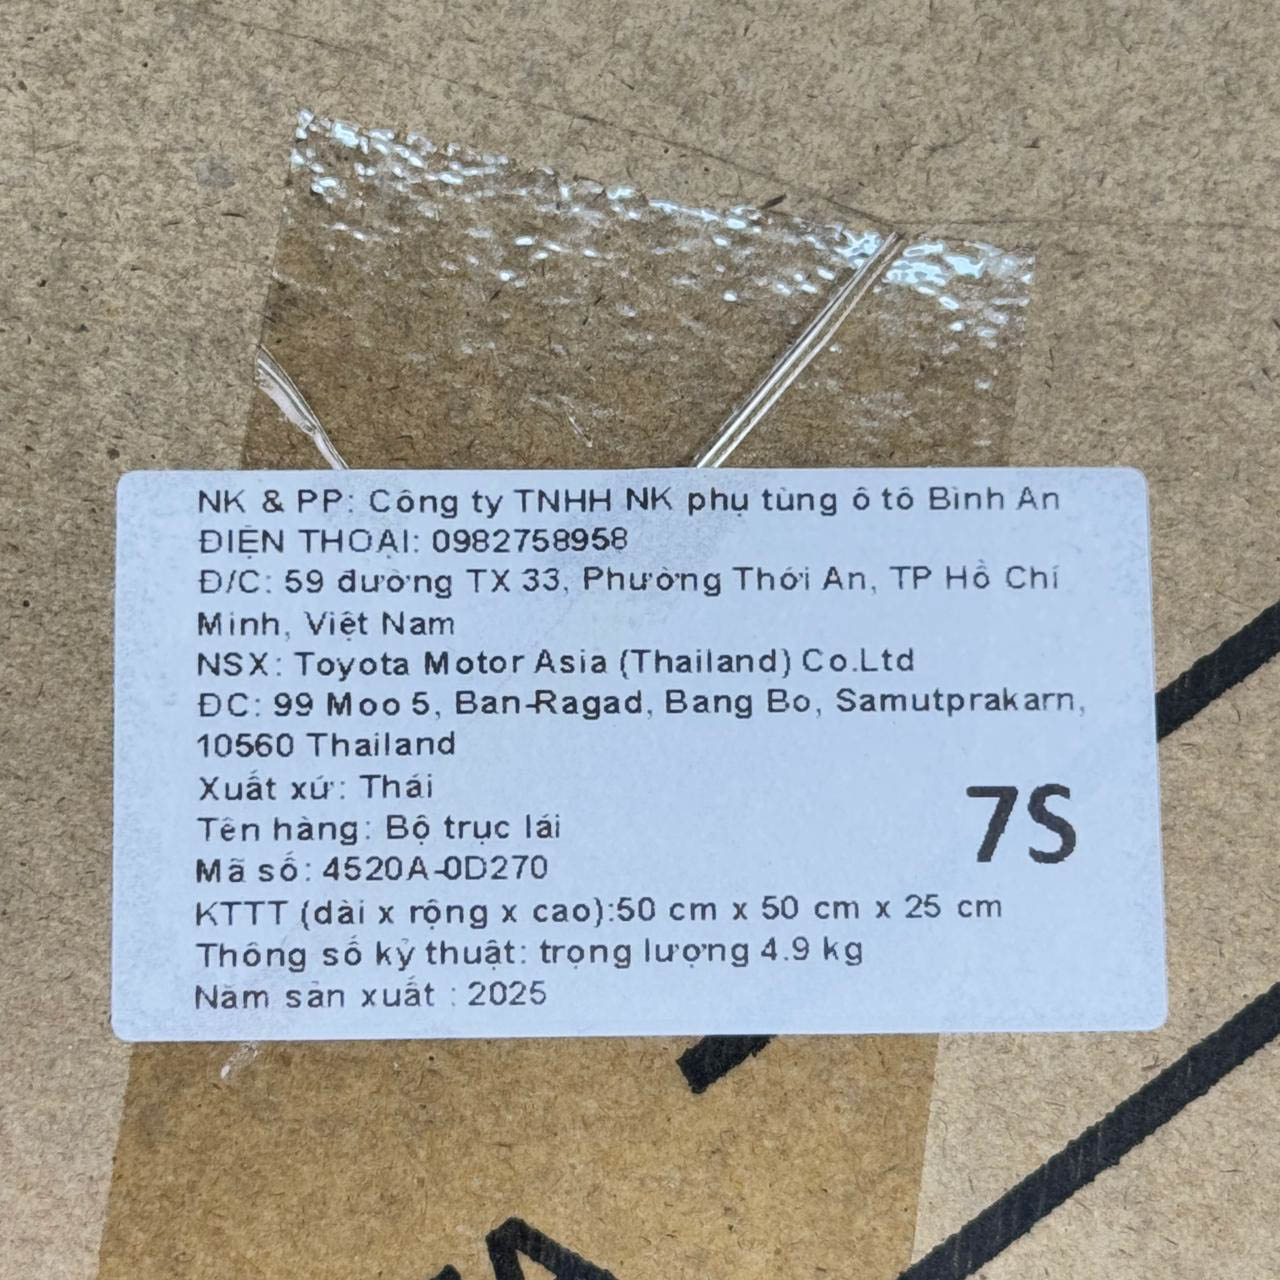 NK & PP: Công ty TNHH NK phụ tùng ô tô Bình An
ĐIỆN THOẠI: 0982758958
Đ/C: 59 đường TX 33, Phường Thới An, TP Hồ Chí
Minh, Việt Nam
NSX: Toyota Motor Asia (Thailand) Co.Ltd
ĐC: 99 Moo 5, Ban-Ragad, Bang Bo, Samutprakarn,
10560 Thailand
Xuất xứ: Thái
Tên hàng: Bộ trục lái
Mã số: 4520A-0D270
7S
KTTT (dài x rộng x cao):50 cm x 50 cm x 25 cm
Thông số kỹ thuật: trọng lượng 4.9 kg
Năm sản xuất : 2025